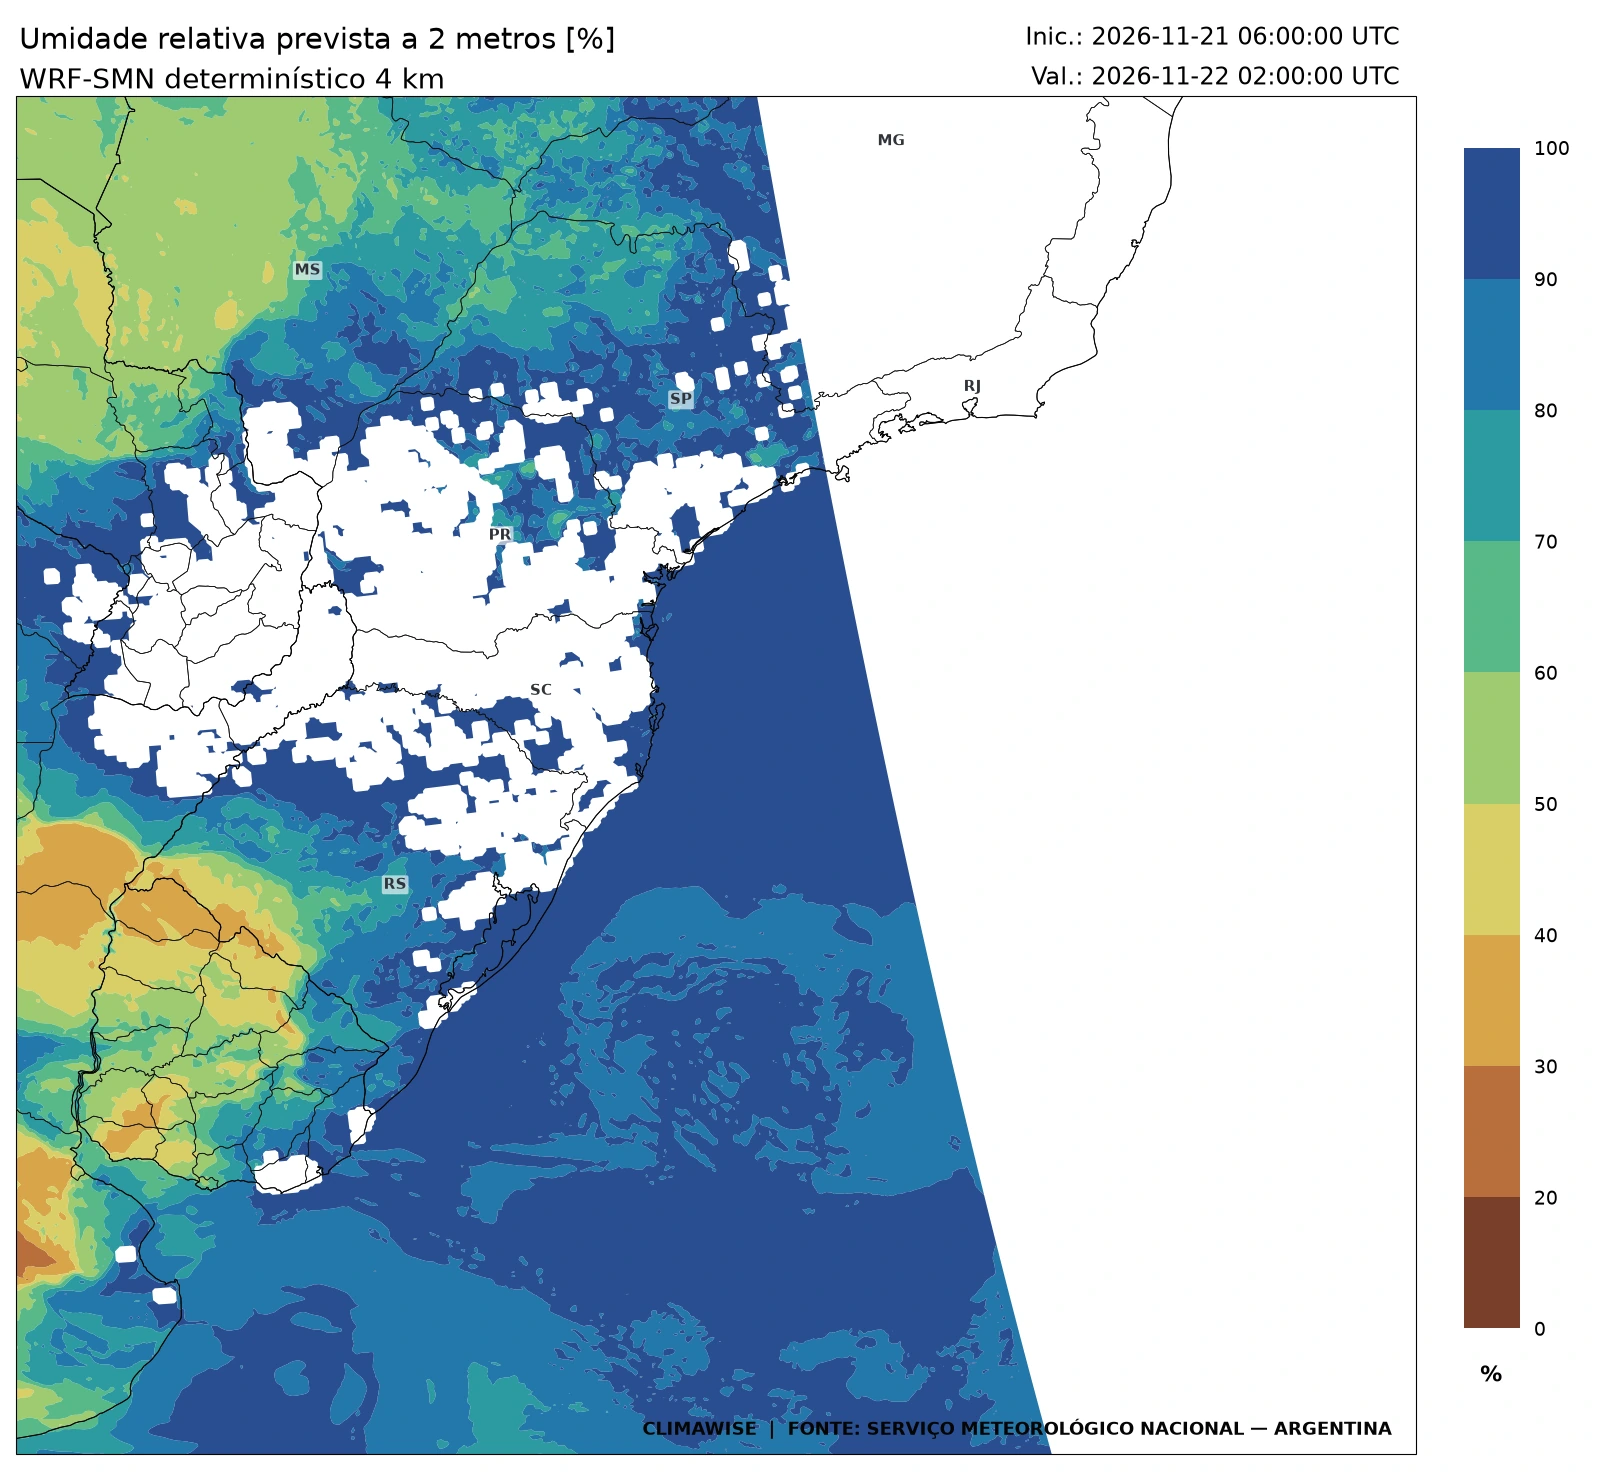 Umidade relativa prevista a 2 metros [%]
WRF-SMN determinístico 4 km
Inic.: 2026-11-21 06:00:00 UTC
Val.: 2026-11-22 02:00:00 UTC
MG
MS
RJ
SP
PR
SC
RS
100
90
80
70
60
50
40
30
20
0
%
CLIMAWISE | FONTE: SERVIÇO METEOROLÓGICO NACIONAL — ARGENTINA